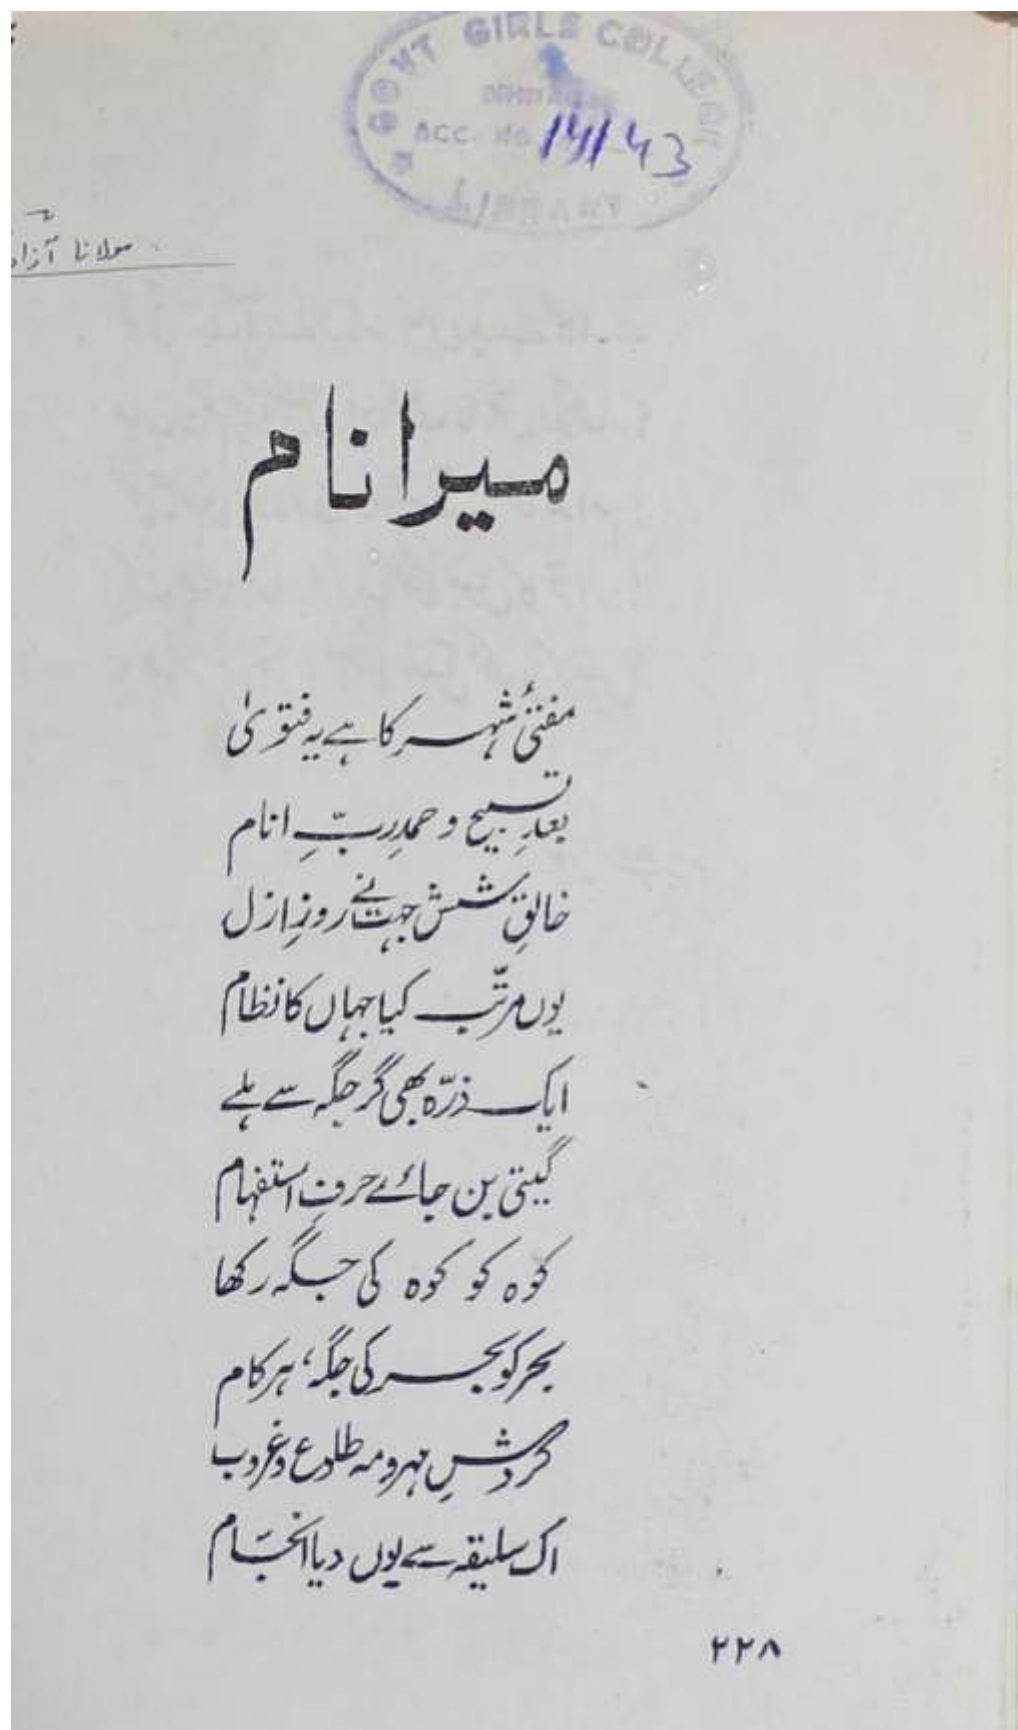 GOVT GIRLS COLLEGE
ACC. No 14143
مولانا آزاد
میرا نام
مفتیٔ شہر کا ہے یہ فتویٰ
بعدِ تسبیح و حمدِ ربِّ انام
خالقِ شش جہت نے روزِ ازل
یوں مرتّب کیا جہاں کا نظام
ایک ذرّہ بھی گر جگہ سے ہلے
گیتی بن جائے حرفِ استفہام
کوہ کو کوہ کی جگہ رکھا
بحر کو بحر کی جگہ، ہر کام
گردشِ مہر و مہ طلوع و غروب
اک سلیقہ سے یوں دیا انجام
۲۲۸